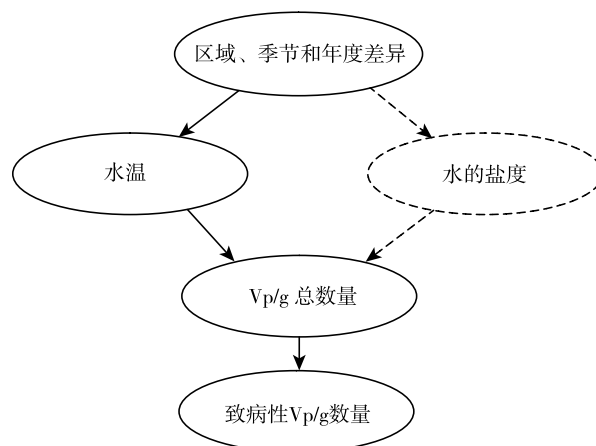 区域、季节和年度差异
水温
水的盐度
Vp/g 总数量
致病性Vp/g数量